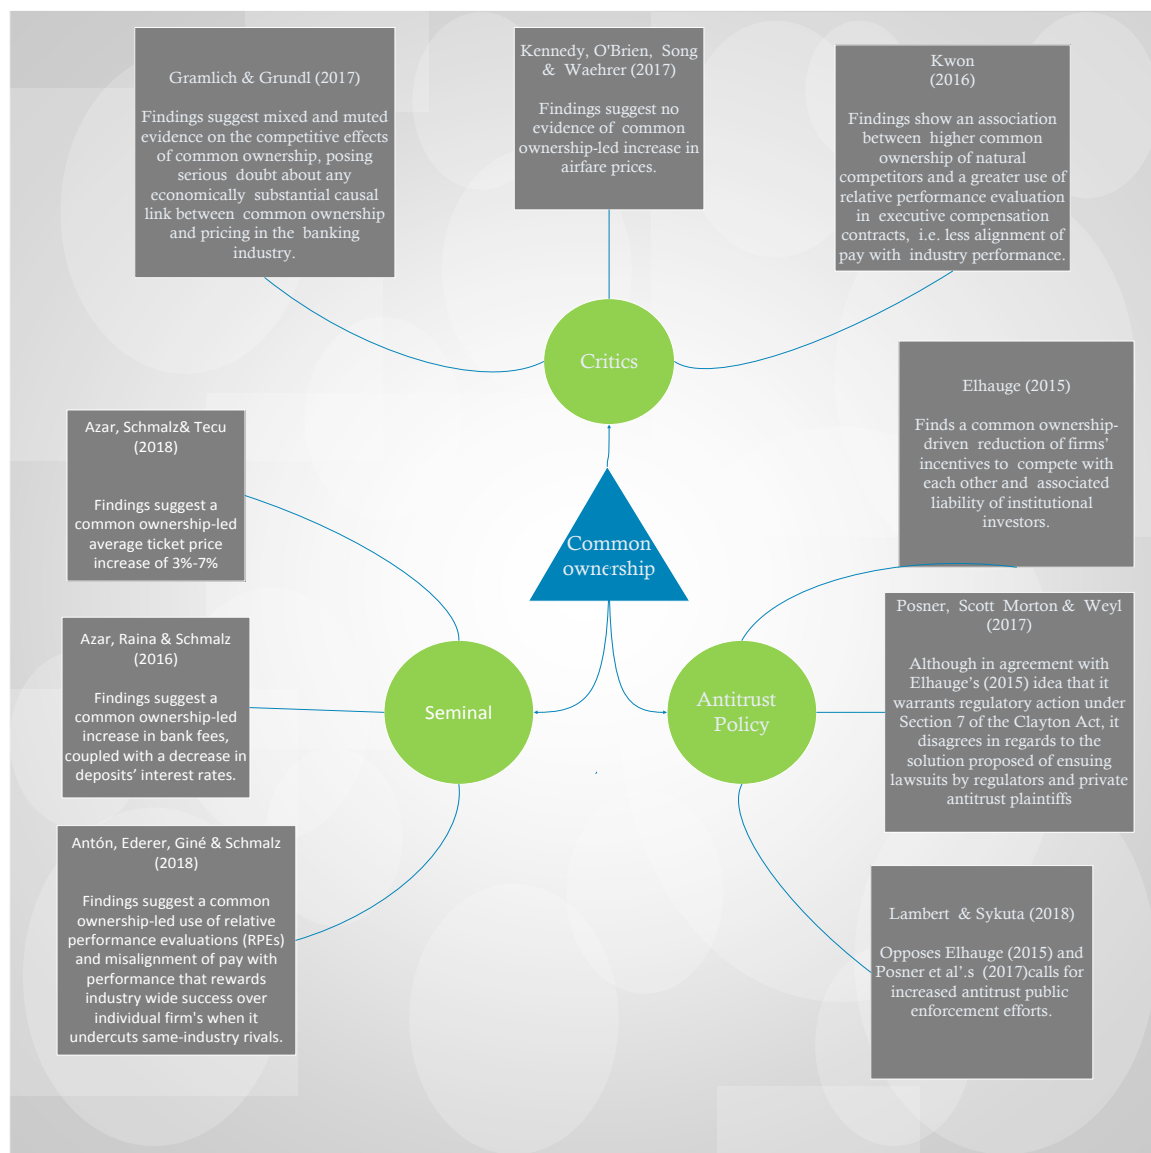 Gramlich & Grundl (2017)
Findings suggest mixed and muted
evidence on the competitive effects
of common ownership, posing
serious doubt about any
economically substantial causal
link between common ownership
and pricing in the banking
industry.
Kennedy, O'Brien, Song
& Waehrer (2017)
Findings suggest no
evidence of common
ownership-led increase in
airfare prices.
Kwon
(2016)
Findings show an association
between higher common
ownership of natural
competitors and a greater use of
relative performance evaluation
in executive compensation
contracts, i.e. less alignment of
pay with industry performance.
Critics
Elhauge (2015)
Finds a common ownership-
driven reduction of firms'
incentives to compete with
each other and associated
liability of institutional
investors.
Azar, Schmalz& Tecu
(2018)
Findings suggest a
common ownership-led
average ticket price
increase of 3%-7%
Common
ownership
Azar, Raina & Schmalz
(2016)
Findings suggest a
common ownership-led
increase in bank fees,
coupled with a decrease in
deposits' interest rates.
Seminal
Antitrust
Policy
Posner, Scott Morton & Weyl
(2017)
Although in agreement with
Elhauge's (2015) idea that it
warrants regulatory action under
Section 7 of the Clayton Act, it
disagrees in regards to the
solution proposed of ensuing
lawsuits by regulators and private
antitrust plaintiffs
Antón, Ederer, Giné & Schmalz
(2018)
Findings suggest a common
ownership-led use of relative
performance evaluations (RPEs)
and misalignment of pay with
performance that rewards
industry wide success over
individual firm's when it
undercuts same-industry rivals.
Lambert & Sykuta (2018)
Opposes Elhauge (2015) and
Posner et al'.s (2017)calls for
increased antitrust public
enforcement efforts.